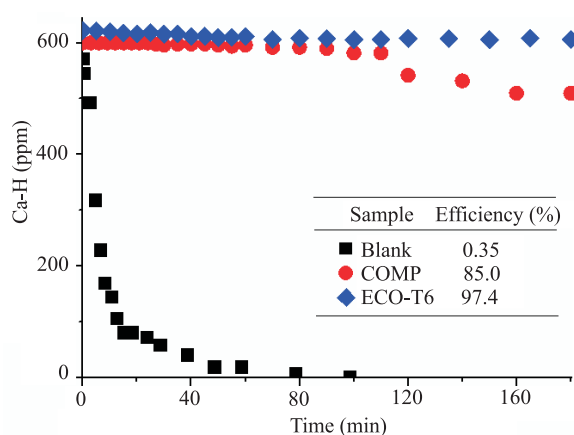 600
400
200
0
Ca-H (ppm)
Sample Efficiency (%)
Blank 0.35
COMP 85.0
ECO-T6 97.4
0 40 80 120 160
Time (min)